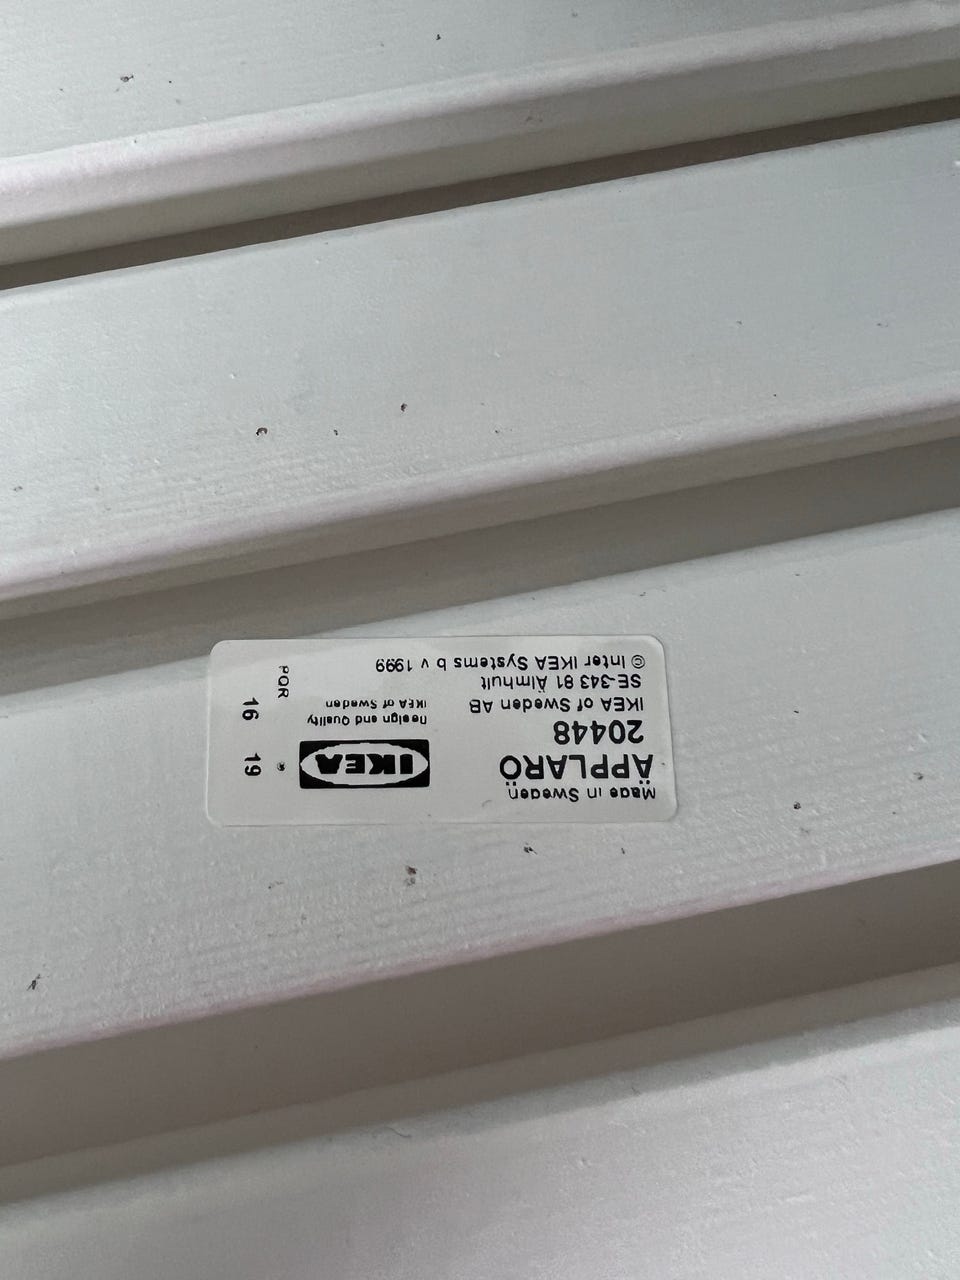 Made in Sweden
ÄPPLARÖ
20448
IKEA of Sweden AB
SE-343 81 Älmhult
© Inter IKEA Systems b v 1999
IKEA
Design and Quality
IKEA of Sweden
19 16
PQR